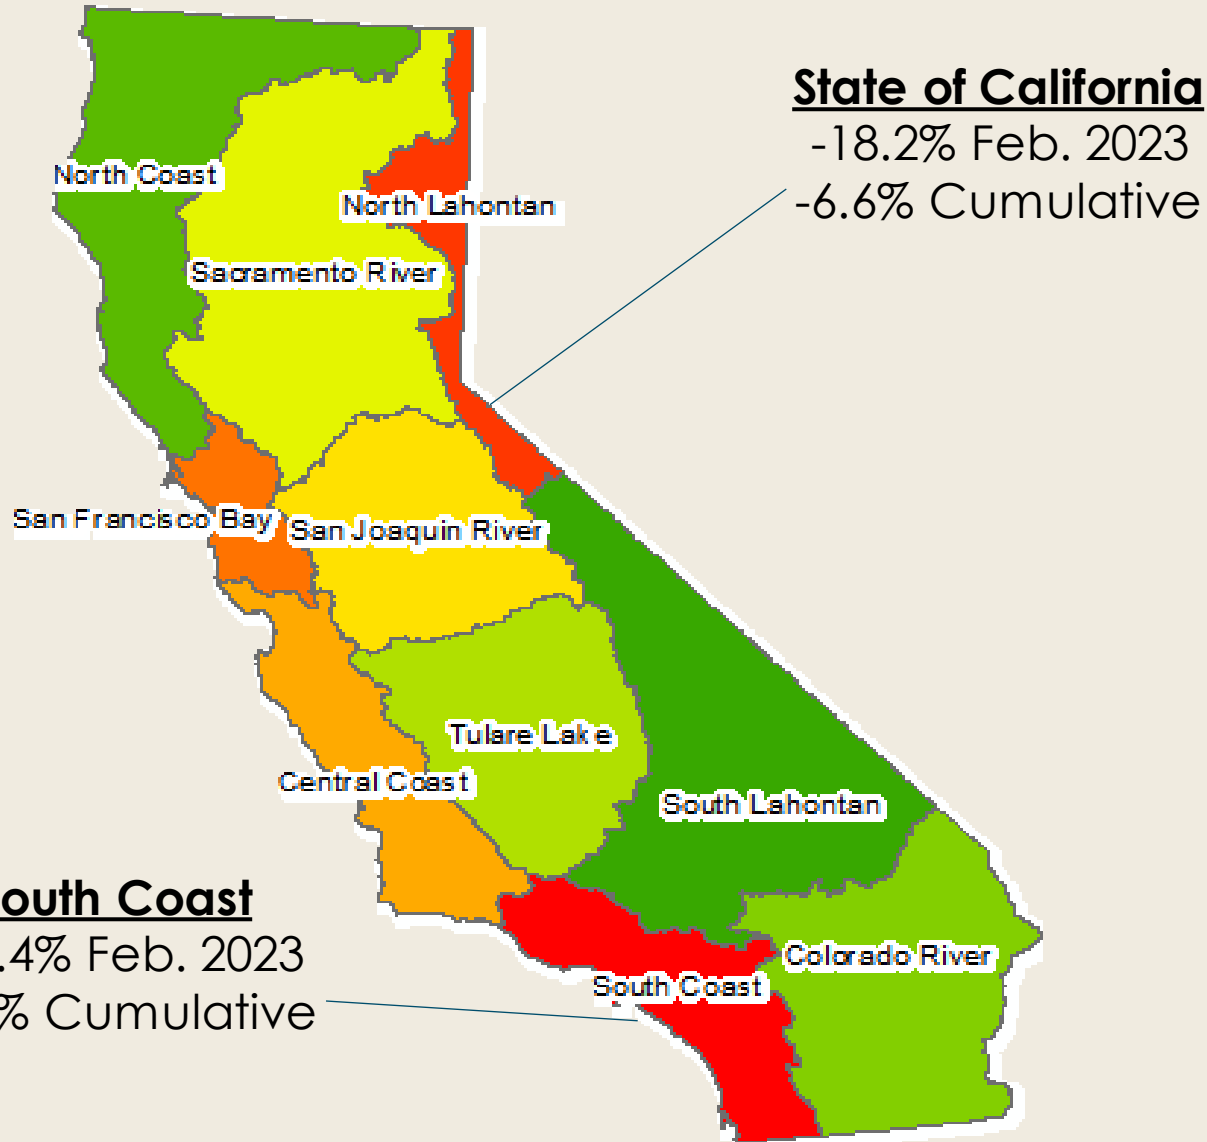 State of California
-18.2% Feb. 2023
-6.6% Cumulative
North Coast
North Lahontan
Sacramento River
San Francisco Bay
San Joaquin River
Tulare Lake
Central Coast
South Lahontan
outh Coast
.4% Feb. 2023
% Cumulative
Colorado River
South Coast